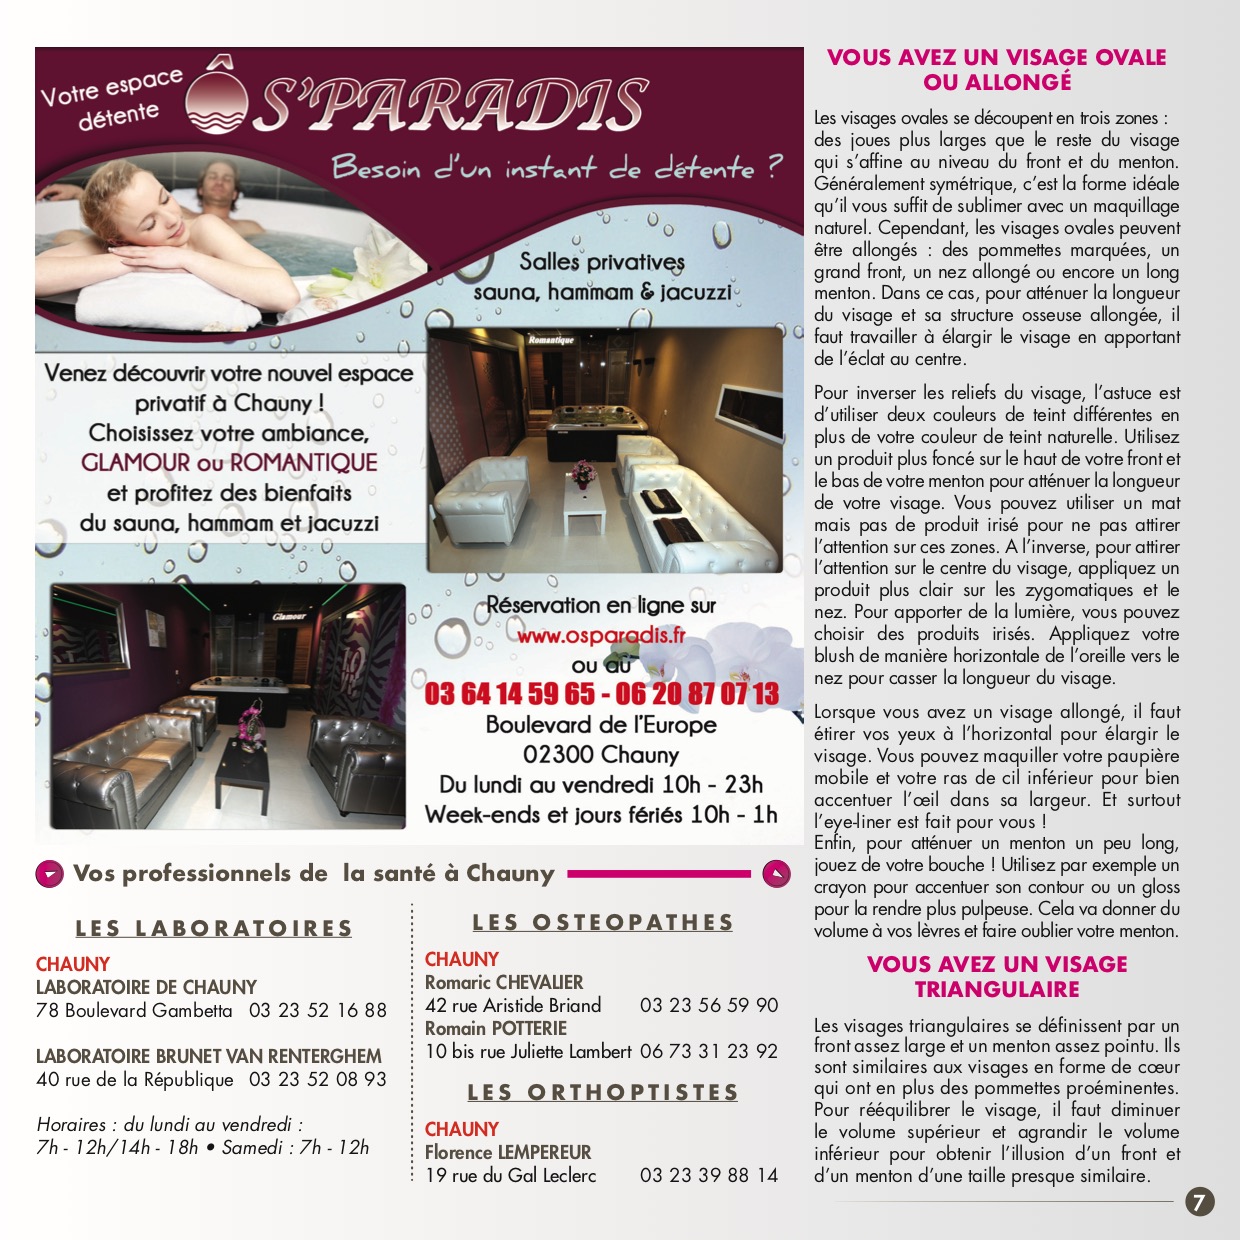 Votre espace
détente
ÔS'PARADIS
Besoin d'un instant de détente ?
Salles privatives
sauna, hammam & jacuzzi
Venez découvrir votre nouvel espace
privatif à Chauny !
Choisissez votre ambiance,
GLAMOUR ou ROMANTIQUE
et profitez des bienfaits
du sauna, hammam et jacuzzi
Romantique
Glamour
Réservation en ligne sur
www.osparadis.fr
ou au
03 64 14 59 65 - 06 20 87 07 13
Boulevard de l'Europe
02300 Chauny
Du lundi au vendredi 10h - 23h
Week-ends et jours fériés 10h - 1h
Vos professionnels de la santé à Chauny
LES LABORATOIRES
CHAUNY
LABORATOIRE DE CHAUNY
78 Boulevard Gambetta 03 23 52 16 88
LABORATOIRE BRUNET VAN RENTERGHEM
40 rue de la République 03 23 52 08 93
Horaires : du lundi au vendredi :
7h - 12h/14h - 18h • Samedi : 7h - 12h
LES OSTEOPATHES
CHAUNY
Romaric CHEVALIER
42 rue Aristide Briand 03 23 56 59 90
Romain POTTERIE
10 bis rue Juliette Lambert 06 73 31 23 92
LES ORTHOPTISTES
CHAUNY
Florence LEMPEREUR
19 rue du Gal Leclerc 03 23 39 88 14
VOUS AVEZ UN VISAGE OVALE
OU ALLONGÉ
Les visages ovales se découpent en trois zones :
des joues plus larges que le reste du visage
qui s'affine au niveau du front et du menton.
Généralement symétrique, c'est la forme idéale
qu'il vous suffit de sublimer avec un maquillage
naturel. Cependant, les visages ovales peuvent
être allongés : des pommettes marquées, un
grand front, un nez allongé ou encore un long
menton. Dans ce cas, pour atténuer la longueur
du visage et sa structure osseuse allongée, il
faut travailler à élargir le visage en apportant
de l'éclat au centre.
Pour inverser les reliefs du visage, l'astuce est
d'utiliser deux couleurs de teint différentes en
plus de votre couleur de teint naturelle. Utilisez
un produit plus foncé sur le haut de votre front et
le bas de votre menton pour atténuer la longueur
de votre visage. Vous pouvez utiliser un mat
mais pas de produit irisé pour ne pas attirer
l'attention sur ces zones. A l'inverse, pour attirer
l'attention sur le centre du visage, appliquez un
produit plus clair sur les zygomatiques et le
nez. Pour apporter de la lumière, vous pouvez
choisir des produits irisés. Appliquez votre
blush de manière horizontale de l'oreille vers le
nez pour casser la longueur du visage.
Lorsque vous avez un visage allongé, il faut
étirer vos yeux à l'horizontal pour élargir le
visage. Vous pouvez maquiller votre paupière
mobile et votre ras de cil inférieur pour bien
accentuer l'œil dans sa largeur. Et surtout
l'eye-liner est fait pour vous !
Enfin, pour atténuer un menton un peu long,
jouez de votre bouche ! Utilisez par exemple un
crayon pour accentuer son contour ou un gloss
pour la rendre plus pulpeuse. Cela va donner du
volume à vos lèvres et faire oublier votre menton.
VOUS AVEZ UN VISAGE
TRIANGULAIRE
Les visages triangulaires se définissent par un
front assez large et un menton assez pointu. Ils
sont similaires aux visages en forme de cœur
qui ont en plus des pommettes proéminentes.
Pour rééquilibrer le visage, il faut diminuer
le volume supérieur et agrandir le volume
inférieur pour obtenir l'illusion d'un front et
d'un menton d'une taille presque similaire.
7